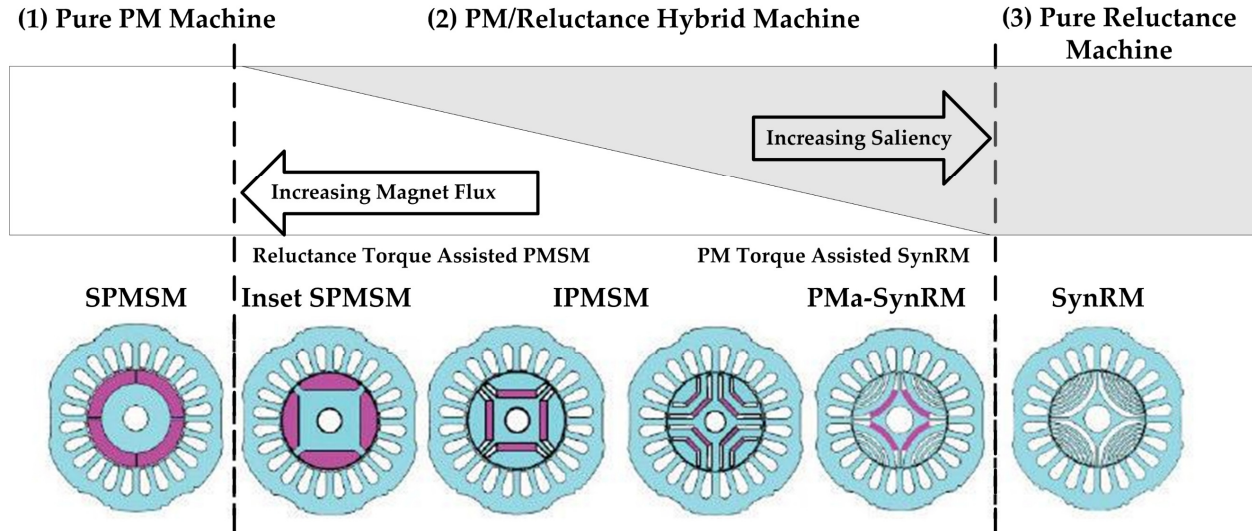 (1) Pure PM Machine
(2) PM/Reluctance Hybrid Machine
(3) Pure Reluctance
Machine
Increasing Saliency
Increasing Magnet Flux
Reluctance Torque Assisted PMSM
PM Torque Assisted SynRM
SPMSM
Inset SPMSM
IPMSM
PMa-SynRM
SynRM